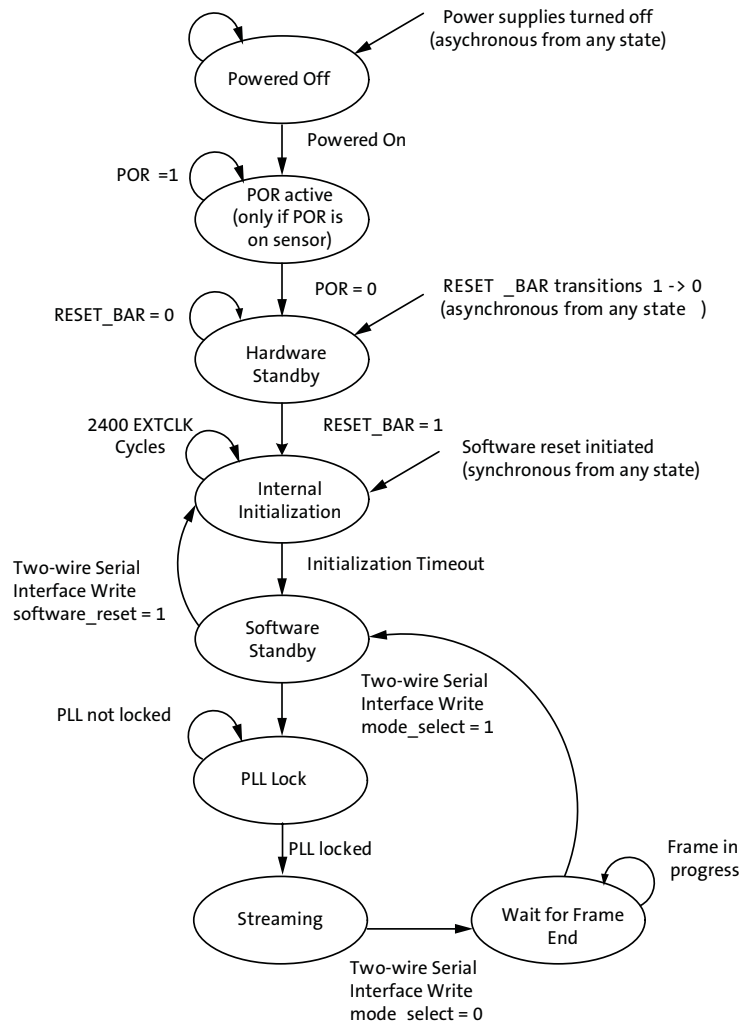 Power supplies turned off
(asychronous from any state)
Powered Off
Powered On
POR =1
POR active
(only if POR is
on sensor)
POR = 0
RESET _BAR transitions 1 -> 0
(asynchronous from any state )
RESET_BAR = 0
Hardware
Standby
2400 EXTCLK
Cycles
RESET_BAR = 1
Software reset initiated
(synchronous from any state)
Internal
Initialization
Initialization Timeout
Two-wire Serial
Interface Write
software_reset = 1
Software
Standby
Two-wire Serial
Interface Write
mode_select = 1
PLL not locked
PLL Lock
PLL locked
Frame in
progress
Streaming
Wait for Frame
End
Two-wire Serial
Interface Write
mode_select = 0